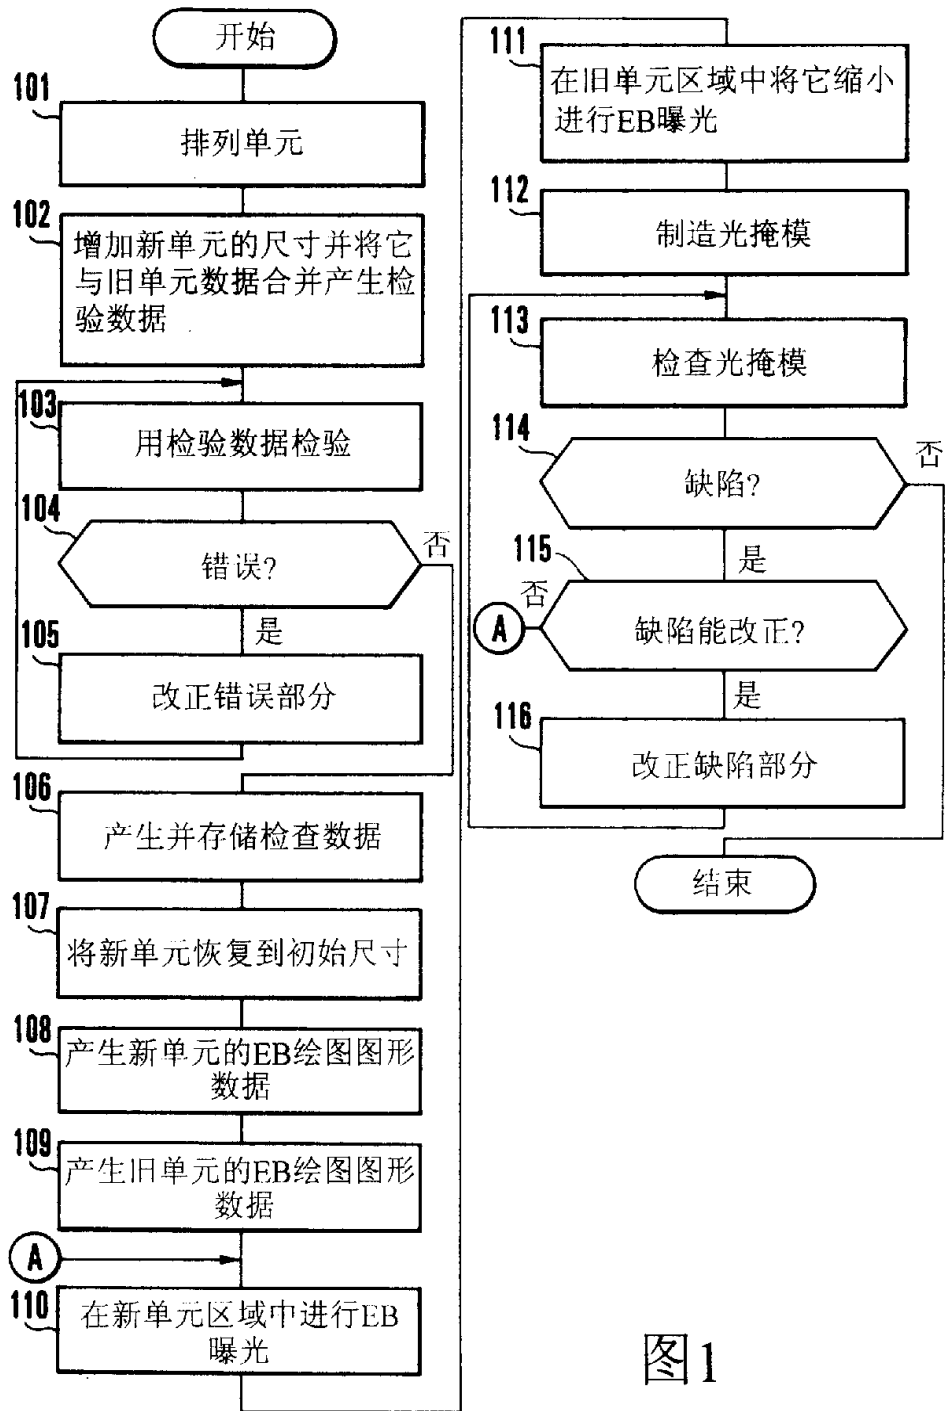 开始
101
排列单元
102
增加新单元的尺寸并将它
与旧单元数据合并产生检
验数据
103
用检验数据检验
104
错误?
否
是
105
改正错误部分
106
产生并存储检查数据
107
将新单元恢复到初始尺寸
108
产生新单元的EB绘图图形
数据
109
产生旧单元的EB绘图图形
数据
A
110
在新单元区域中进行EB
曝光
111
在旧单元区域中将它缩小
进行EB曝光
112
制造光掩模
113
检查光掩模
114
缺陷?
否
是
115
否
A
缺陷能改正?
是
116
改正缺陷部分
结束
图1